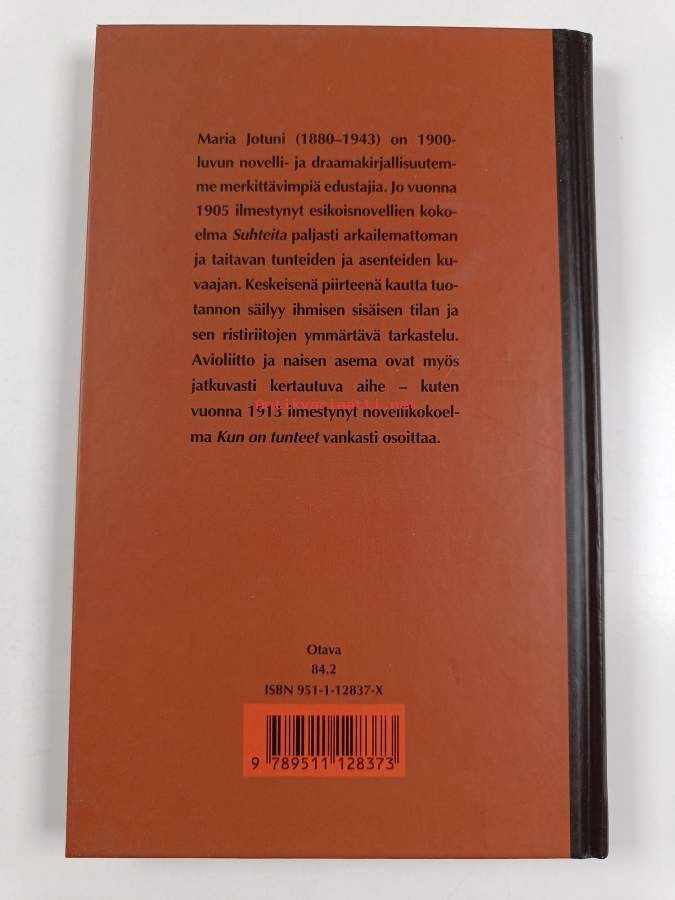 Maria Jotuni (1880–1943) on 1900-
luvun novelli- ja draamakirjallisuutem-
me merkittävimpiä edustajia. Jo vuonna
1905 ilmestynyt esikoisnovellien koko-
elma Suhteita paljasti arkailemattoman
ja taitavan tunteiden ja asenteiden ku-
vaajan. Keskeisenä piirteenä kautta tuo-
tannon säilyy ihmisen sisäisen tilan ja
sen ristiriitojen ymmärtävä tarkastelu.
Avioliitto ja naisen asema ovat myös
jatkuvasti kertautuva aihe – kuten
Antikvariaatti.net
vuonna 1913 ilmestynyt novellikokoel-
ma Kun on tunteet vankasti osoittaa.
Otava
84.2
ISBN 951-1-12837-X
9 789511 128373